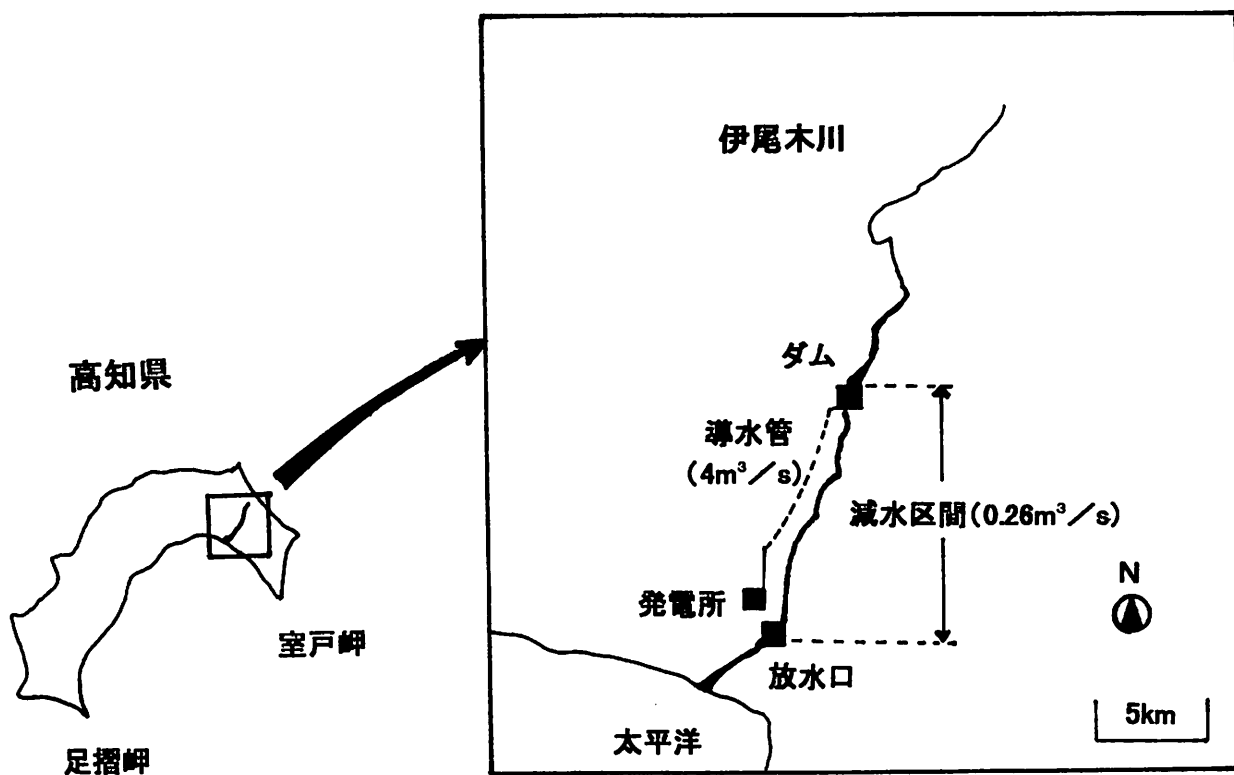 高知県
室戸岬
足摺岬
伊尾木川
ダム
導水管
(4m³/s)
減水区間(0.26m³/s)
発電所
放水口
太平洋
N
5km